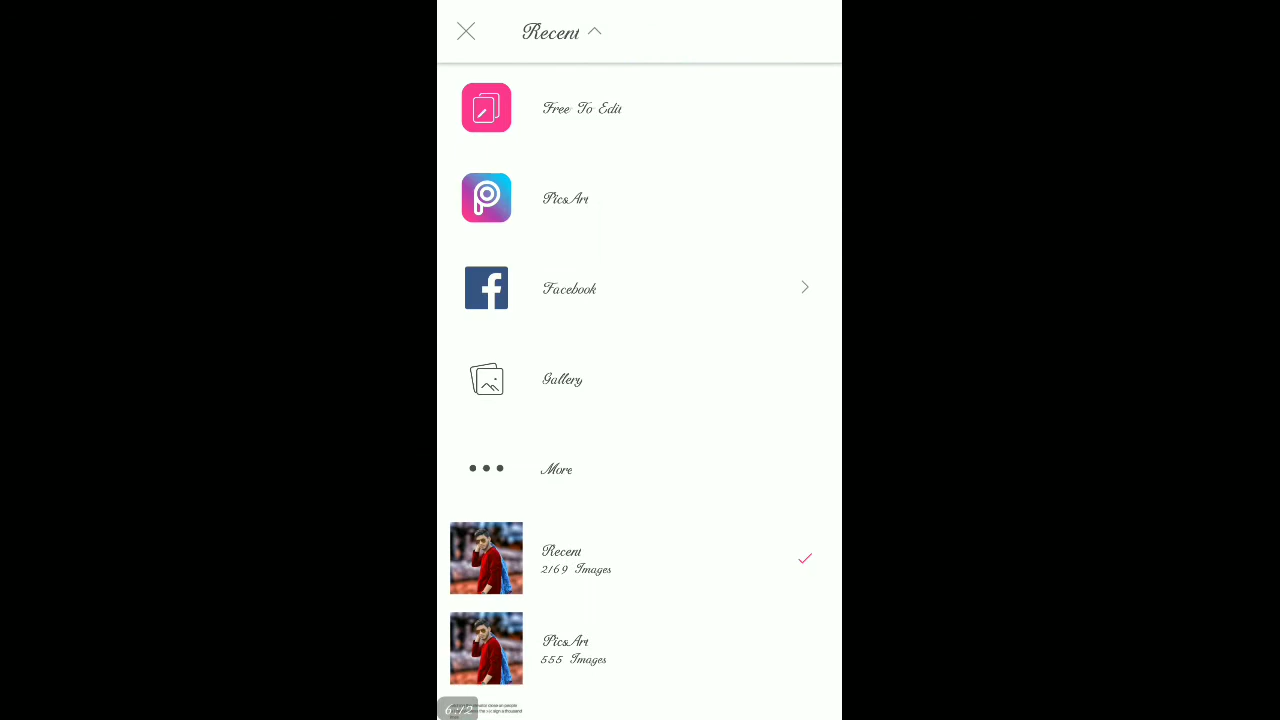 Recent
Free To Edit
PicsArt
Facebook
Gallery
More
Recent
2169 Images
PicsArt
555 Images